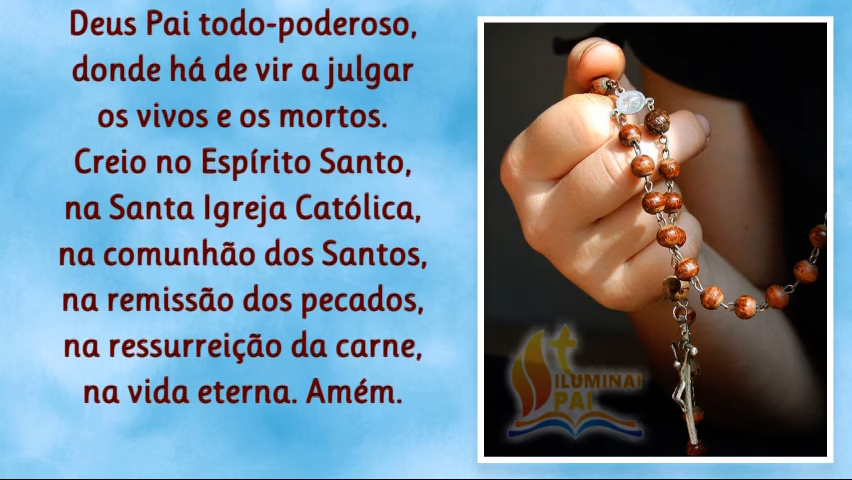 Deus Pai todo-poderoso,
donde há de vir a julgar
os vivos e os mortos.
Creio no Espírito Santo,
na Santa Igreja Católica,
na comunhão dos Santos,
na remissão dos pecados,
na ressurreição da carne,
na vida eterna. Amém.
ILUMINAI
PAI